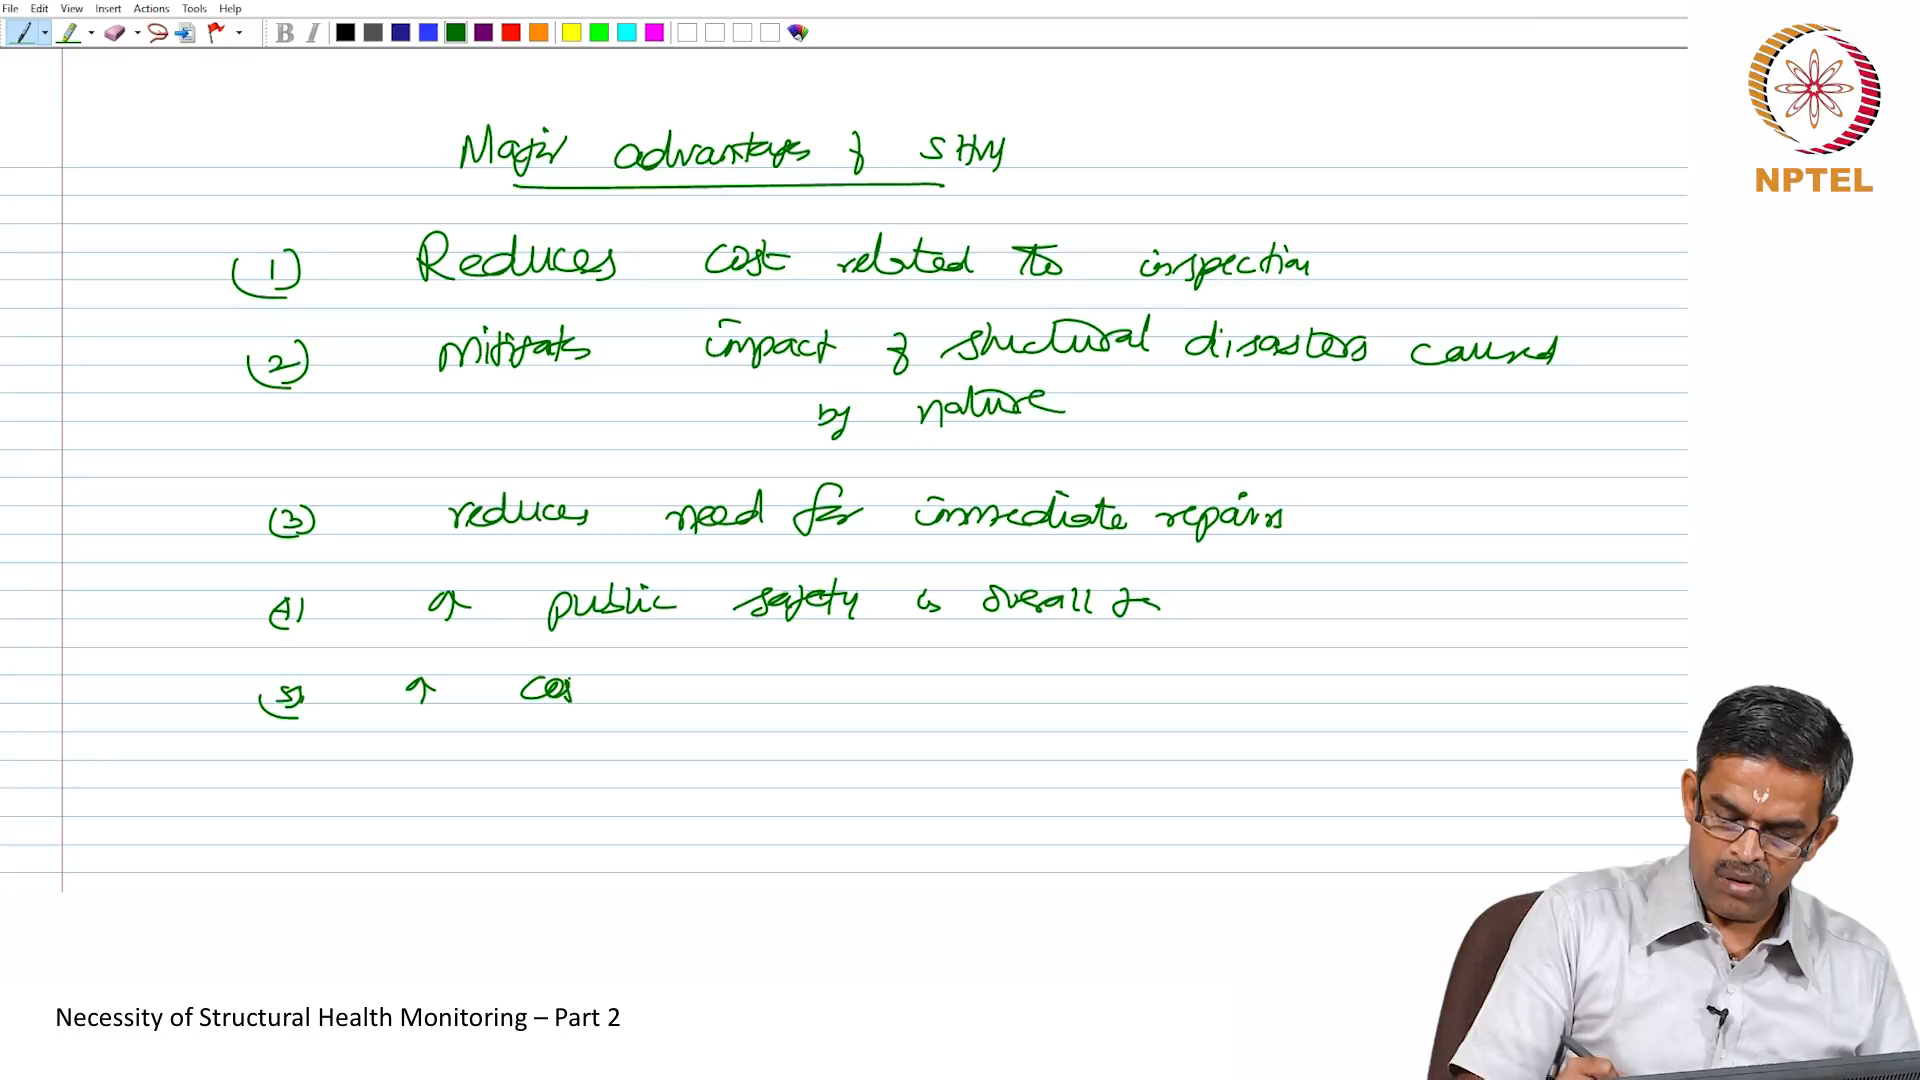 File Edit View Insert Actions Tools Help
B I
NPTEL
Major advantages of SHM
(1) Reduces cost related to inspection
(2) mitigates impact of structural disasters caused
by nature
(3) reduces need for immediate repairs
(4) ↑ public safety is overall
(5) ↑ cos
Necessity of Structural Health Monitoring – Part 2